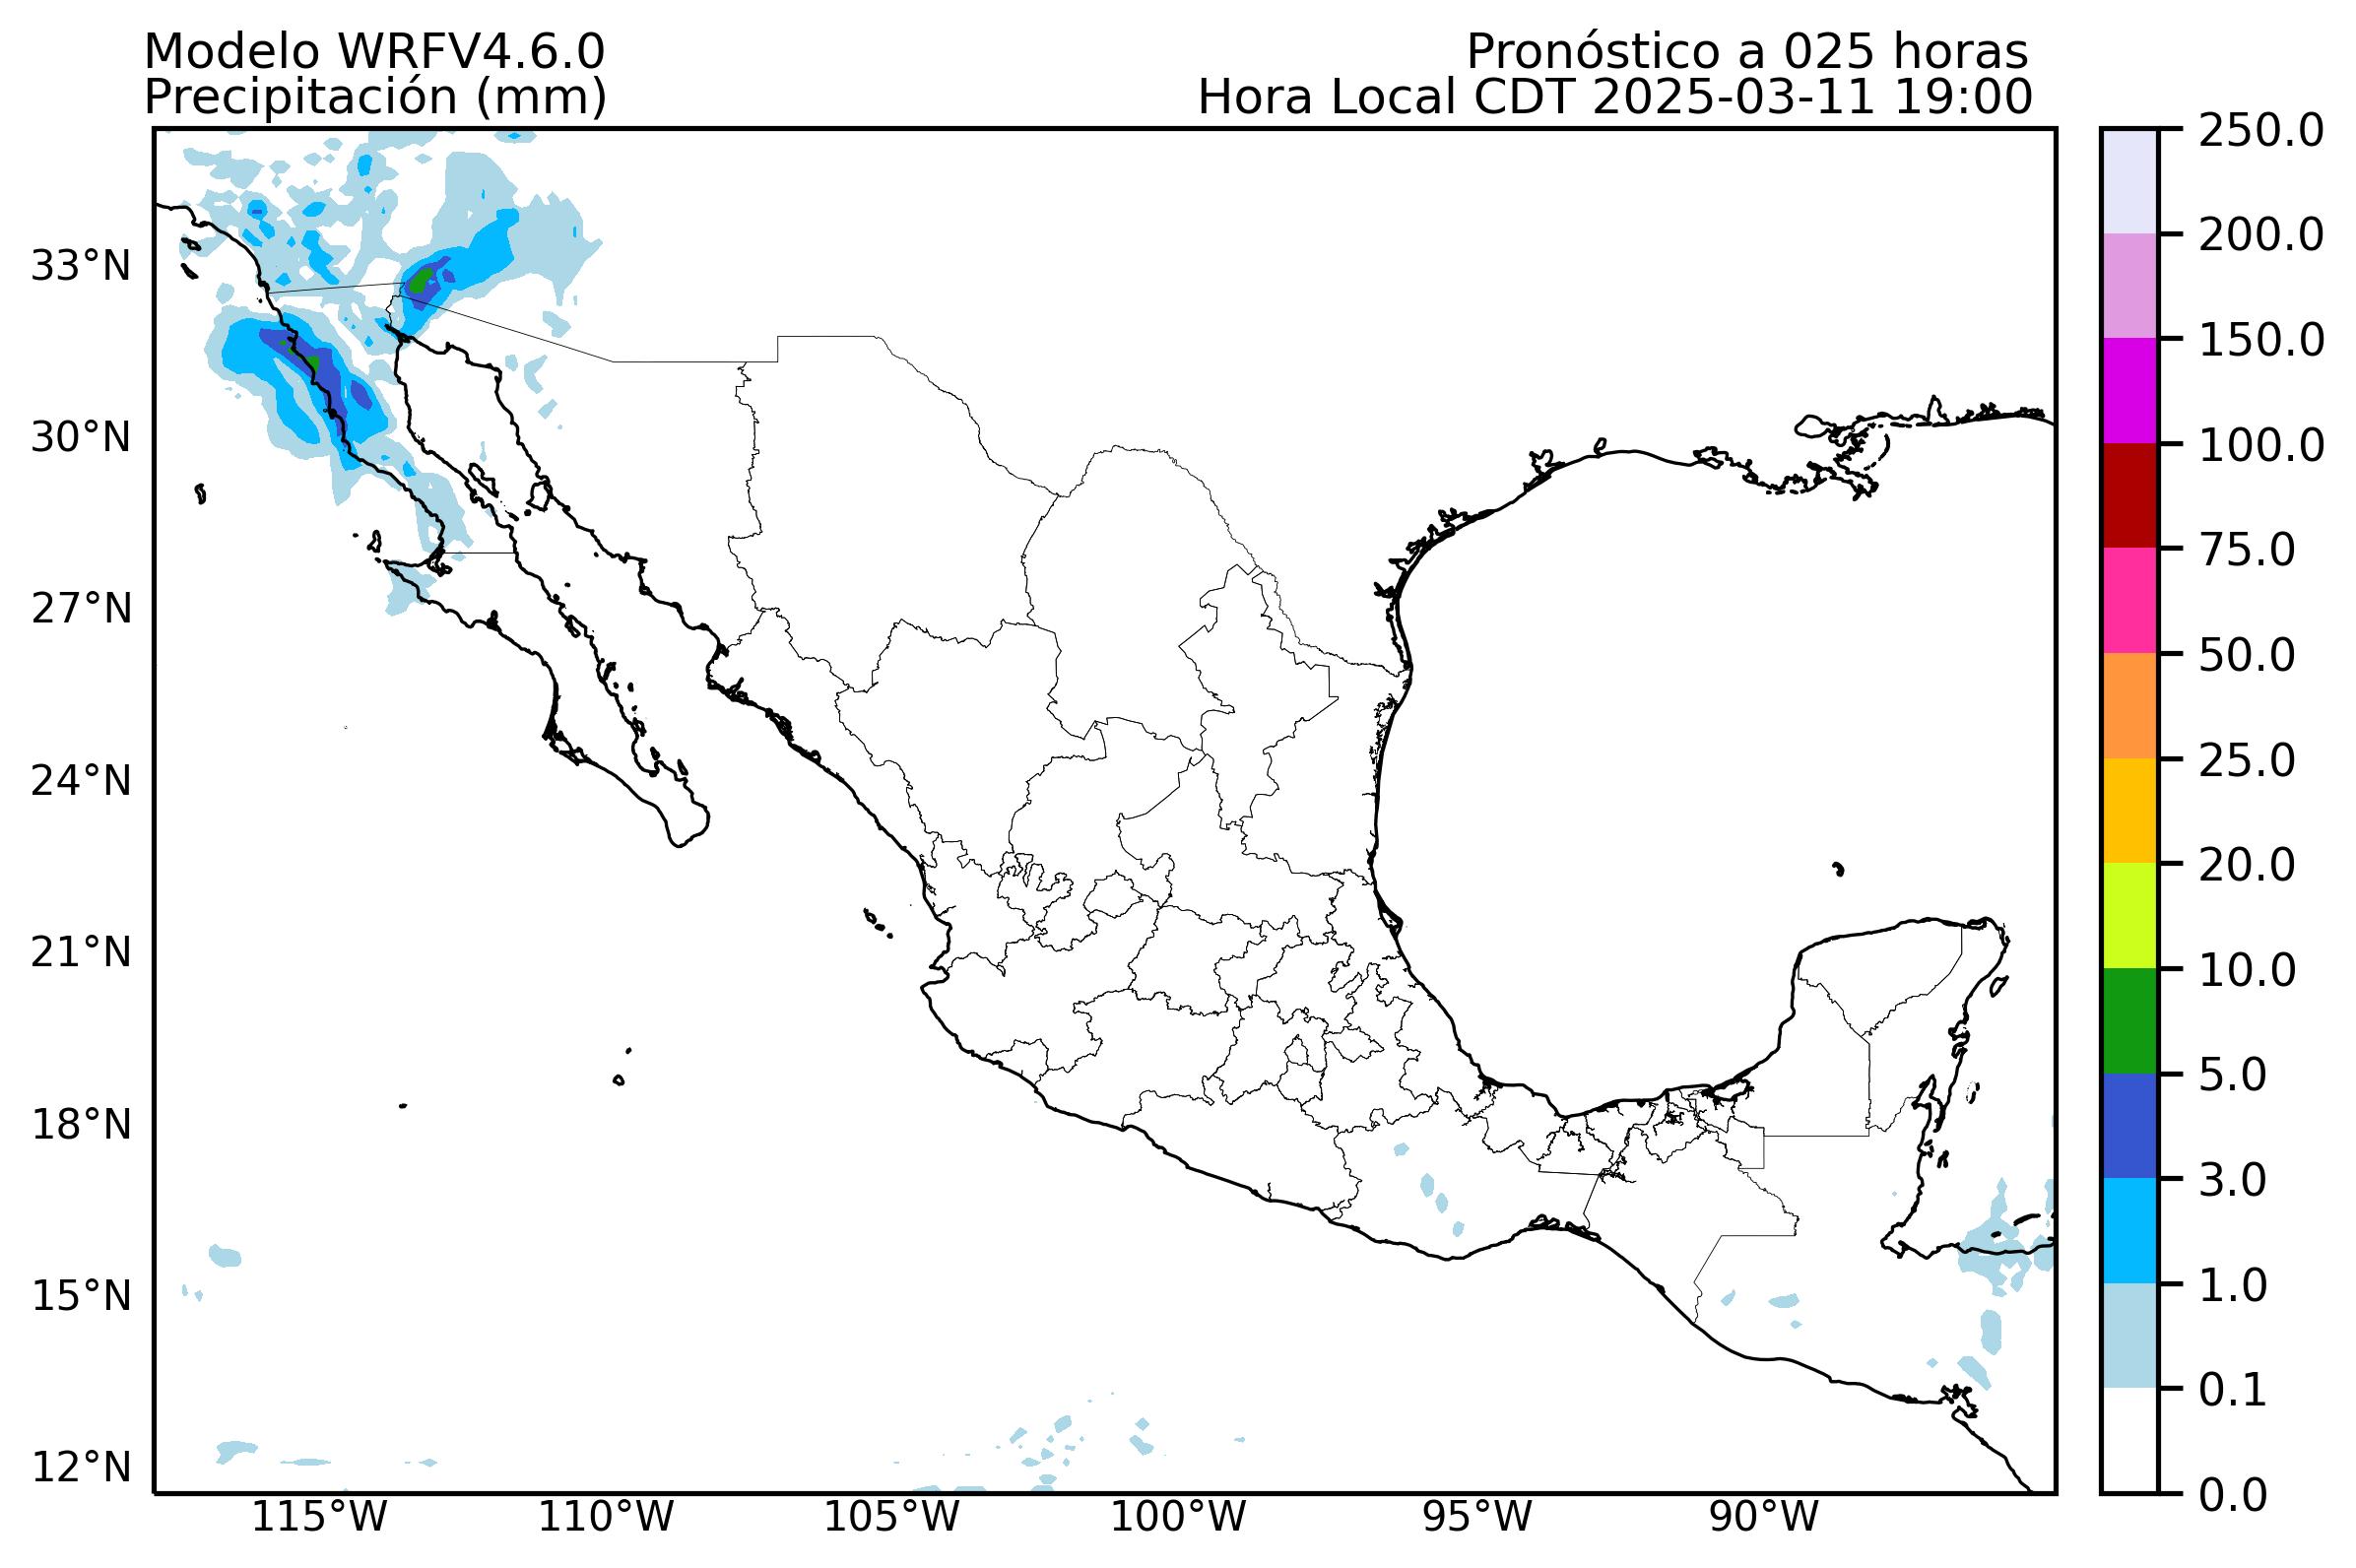 Modelo WRFV4.6.0
Pronóstico a 025 horas
Precipitación (mm)
Hora Local CDT 2025-03-11 19:00
33°N
30°N
27°N
24°N
21°N
18°N
15°N
12°N
115°W
110°W
105°W
100°W
95°W
90°W
250.0
200.0
150.0
100.0
75.0
50.0
25.0
20.0
10.0
5.0
3.0
1.0
0.1
0.0